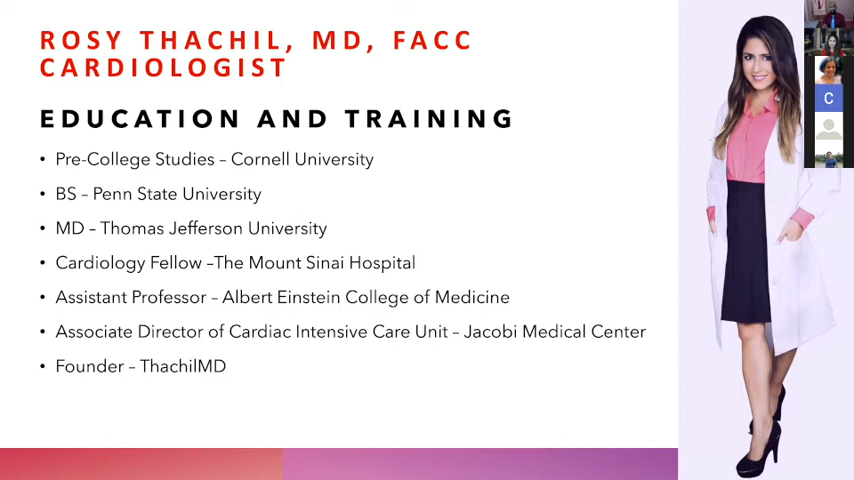 ROSY THACHIL, MD, FACC
CARDIOLOGIST
EDUCATION AND TRAINING
• Pre-College Studies – Cornell University
• BS – Penn State University
• MD – Thomas Jefferson University
• Cardiology Fellow –The Mount Sinai Hospital
• Assistant Professor – Albert Einstein College of Medicine
• Associate Director of Cardiac Intensive Care Unit – Jacobi Medical Center
• Founder – ThachilMD
C